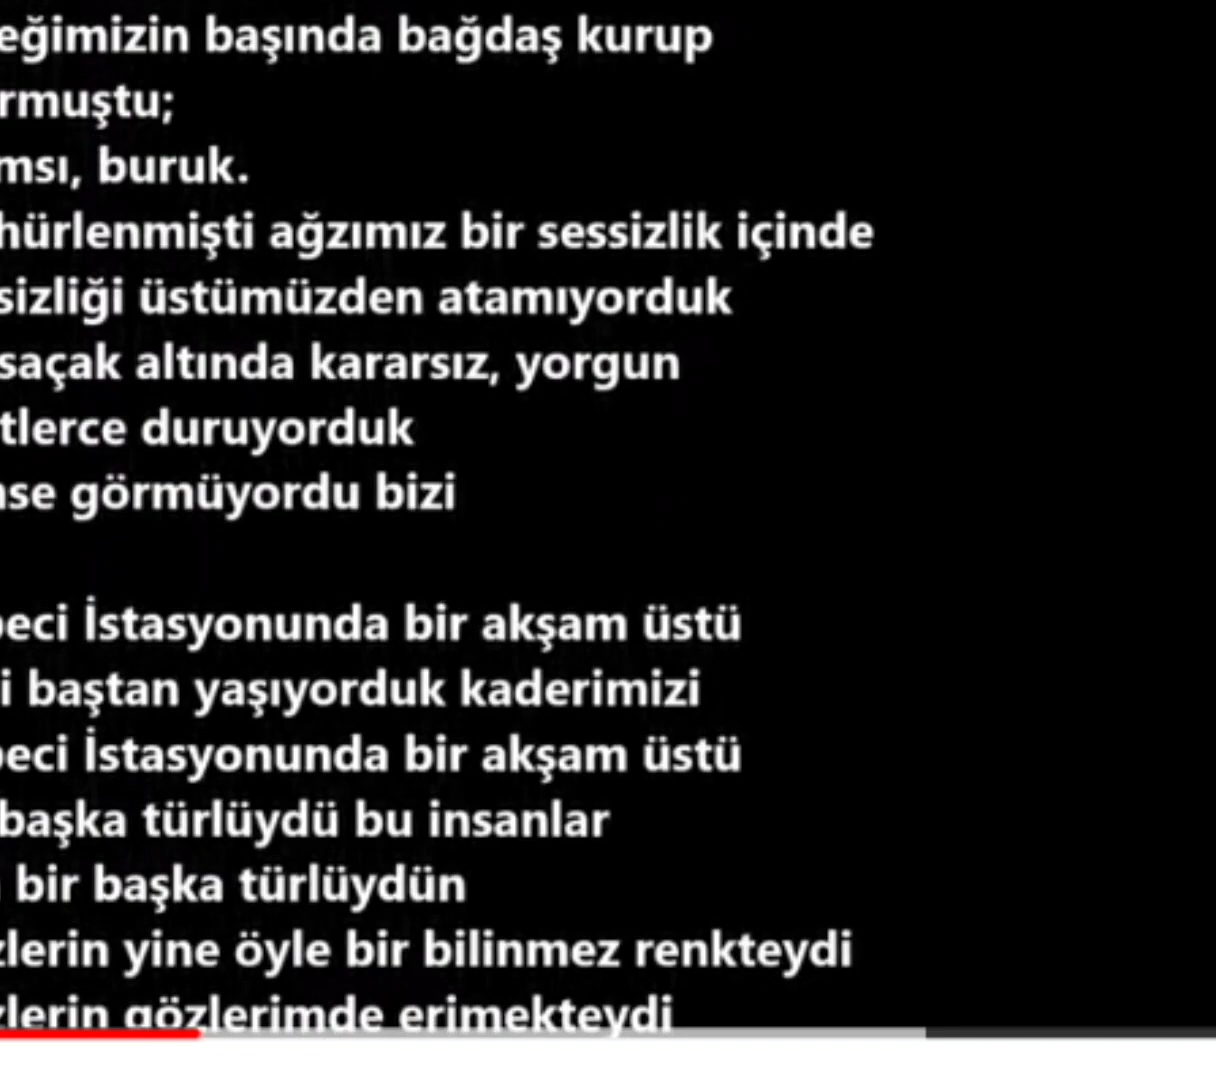 eğimizin başında bağdaş kurup
rmuştu;
msı, buruk.
hürlenmişti ağzımız bir sessizlik içinde
sizliği üstümüzden atamıyorduk
saçak altında kararsız, yorgun
tlerce duruyorduk
se görmüyordu bizi
eci İstasyonunda bir akşam üstü
i baştan yaşıyorduk kaderimizi
eci İstasyonunda bir akşam üstü
başka türlüydü bu insanlar
bir başka türlüydün
zlerin yine öyle bir bilinmez renkteydi
zlerin gözlerimde erimekteydi